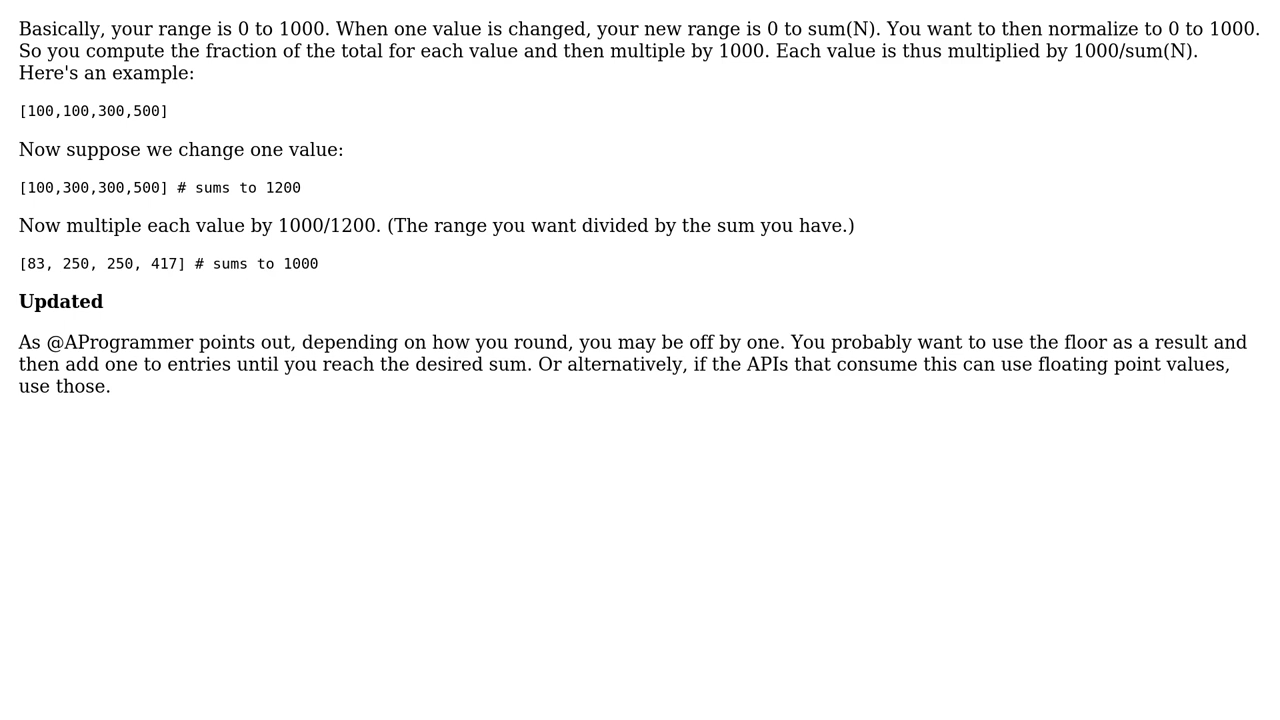 Basically, your range is 0 to 1000. When one value is changed, your new range is 0 to sum(N). You want to then normalize to 0 to 1000.
So you compute the fraction of the total for each value and then multiple by 1000. Each value is thus multiplied by 1000/sum(N).
Here's an example:
[100,100,300,500]
Now suppose we change one value:
[100,300,300,500] # sums to 1200
Now multiple each value by 1000/1200. (The range you want divided by the sum you have.)
[83, 250, 250, 417] # sums to 1000
Updated
As @AProgrammer points out, depending on how you round, you may be off by one. You probably want to use the floor as a result and
then add one to entries until you reach the desired sum. Or alternatively, if the APIs that consume this can use floating point values,
use those.